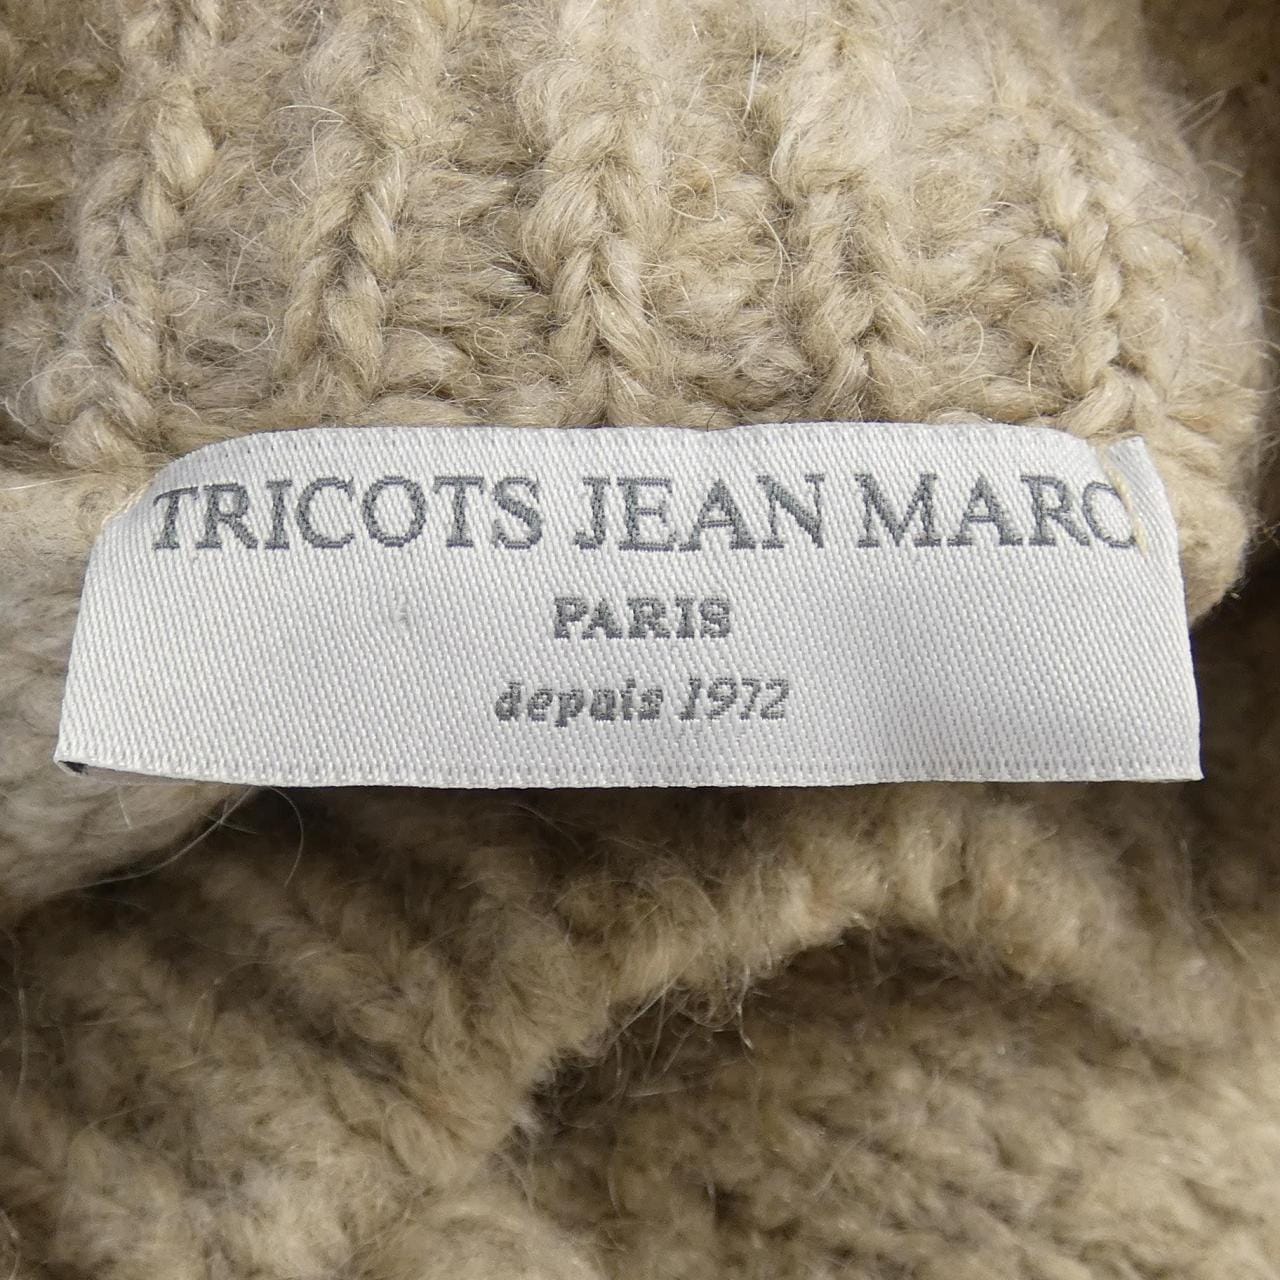 TRICOTS JEAN MARC
PARIS
depuis 1972